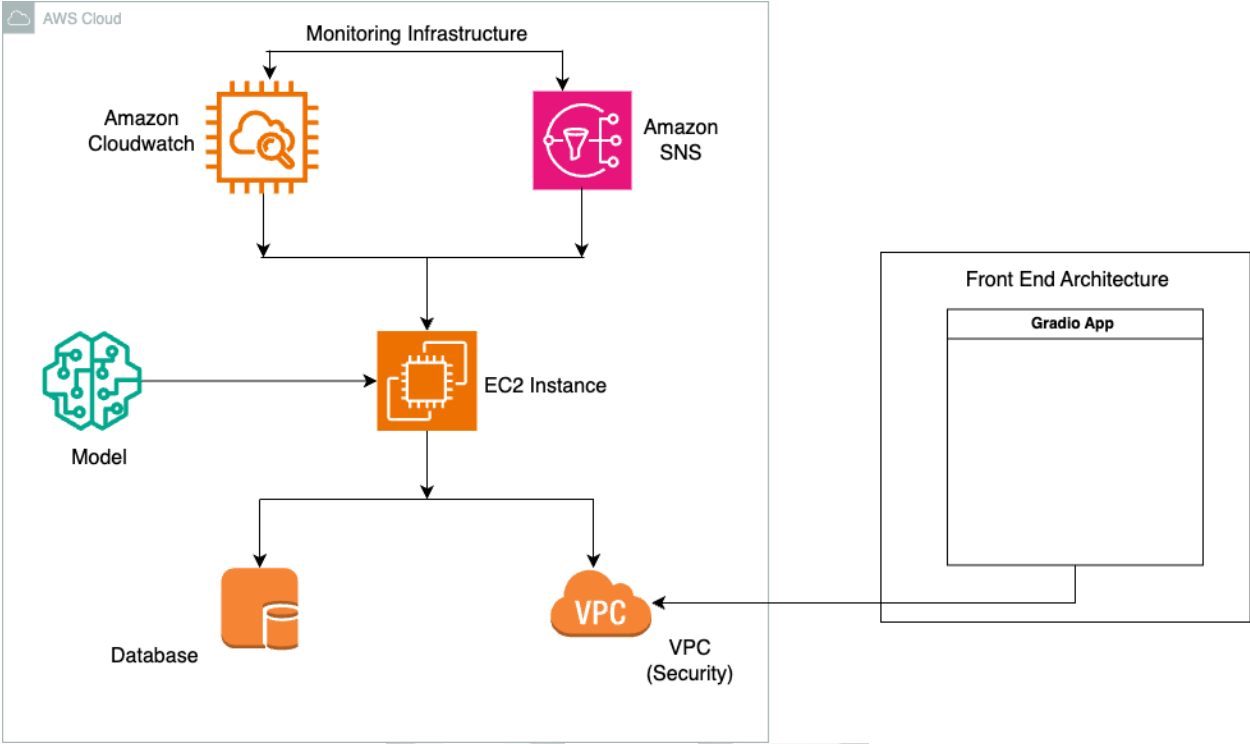 AWS Cloud
Monitoring Infrastructure
Amazon
Cloudwatch
Amazon
SNS
Front End Architecture
Gradio App
EC2 Instance
Model
VPC
Database
VPC
(Security)